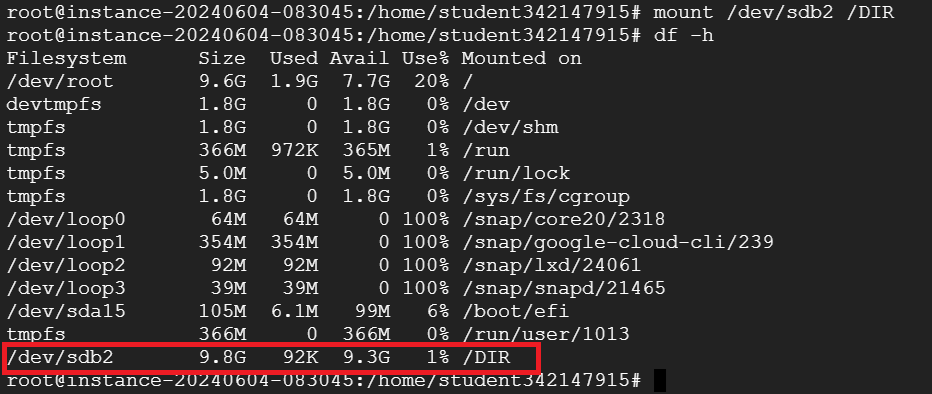 root@instance-20240604-083045:/home/student342147915# mount /dev/sdb2 /DIR
root@instance-20240604-083045:/home/student342147915# df -h
Filesystem      Size  Used Avail Use% Mounted on
/dev/root       9.6G  1.9G  7.7G  20% /
devtmpfs        1.8G     0  1.8G   0% /dev
tmpfs           1.8G     0  1.8G   0% /dev/shm
tmpfs           366M  972K  365M   1% /run
tmpfs           5.0M     0  5.0M   0% /run/lock
tmpfs           1.8G     0  1.8G   0% /sys/fs/cgroup
/dev/loop0       64M   64M     0 100% /snap/core20/2318
/dev/loop1      354M  354M     0 100% /snap/google-cloud-cli/239
/dev/loop2       92M   92M     0 100% /snap/lxd/24061
/dev/loop3       39M   39M     0 100% /snap/snapd/21465
/dev/sda15      105M  6.1M   99M   6% /boot/efi
tmpfs           366M     0  366M   0% /run/user/1013
/dev/sdb2       9.8G   92K  9.3G   1% /DIR
root@instance-20240604-083045:/home/student342147915#